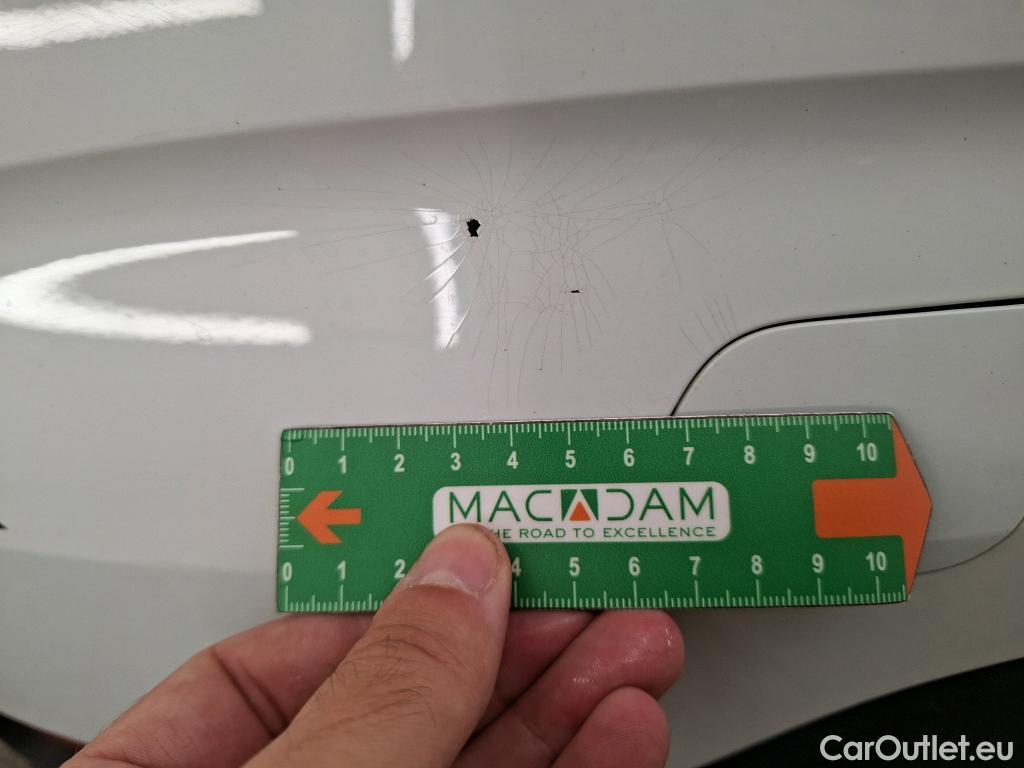 0 1 2 3 4 5 6 7 8 9 10
MACADAM
HE ROAD TO EXCELLENCE
0 1 2 4 5 6 7 8 9 10
CarOutlet.eu